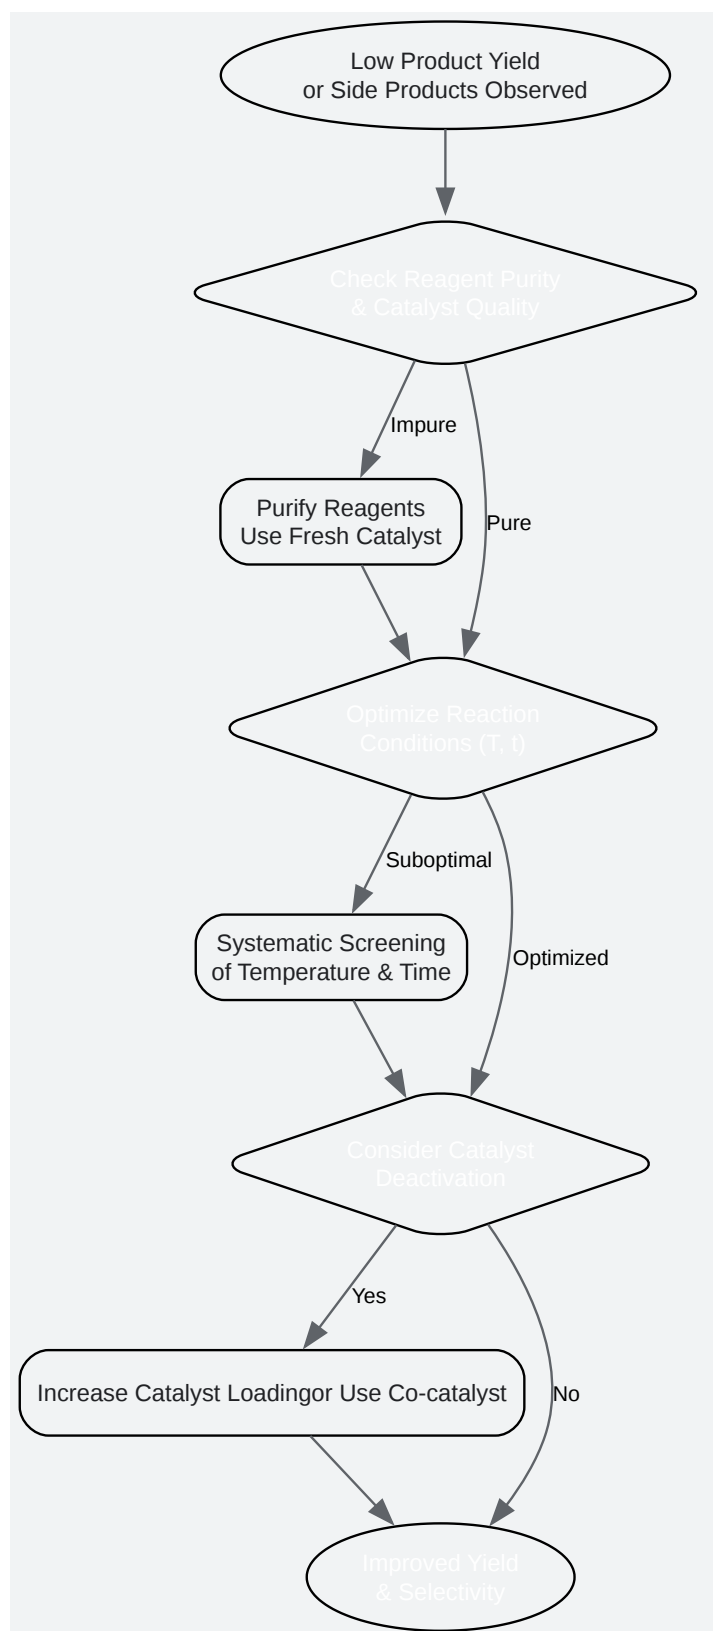 Low Product Yield
or Side Products Observed
Check Reagent Purity
& Catalyst Quality
Impure
Purify Reagents
Use Fresh Catalyst
Pure
Optimize Reaction
Conditions (T, t)
Suboptimal
Systematic Screening
of Temperature & Time
Optimized
Consider Catalyst
Deactivation
Yes
Increase Catalyst Loadingor Use Co-catalyst
No
Improved Yield
& Selectivity